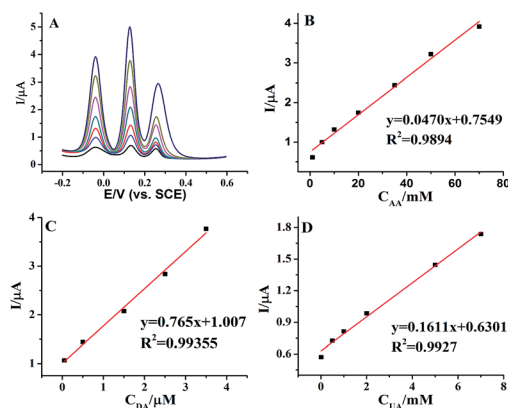 A
5
4
3
2
1
0
I/μA
-0.2 0.0 0.2 0.4 0.6
E/V (vs. SCE)
B
4
3
2
1
0
I/μA
y=0.0470x+0.7549
R²=0.9894
0 20 40 60 80
C_AA/mM
C
4
3
2
1
I/μA
y=0.765x+1.007
R²=0.99355
0 1 2 3 4
C_DA/μM
D
1.8
1.5
1.2
0.9
0.6
I/μA
y=0.1611x+0.6301
R²=0.9927
0 2 4 6 8
C_UA/mM